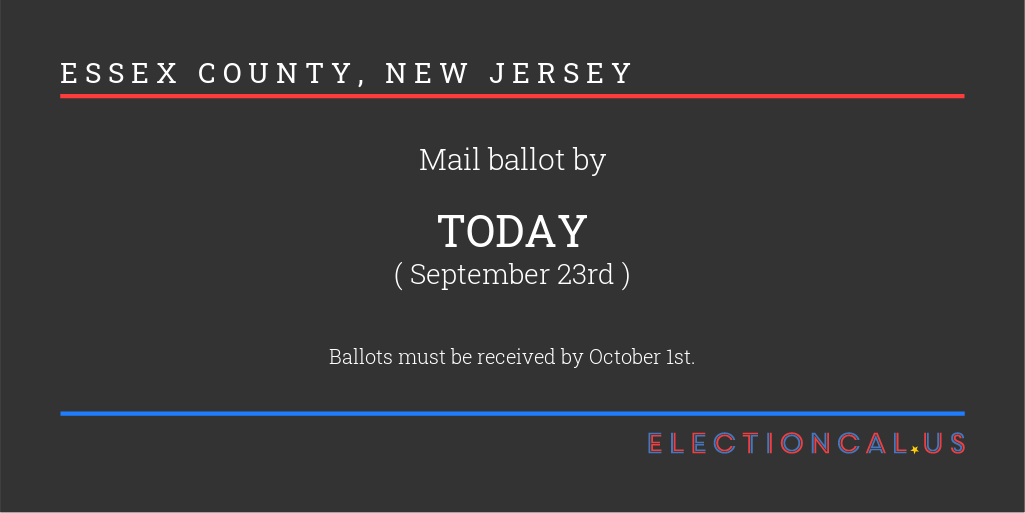 ESSEX COUNTY, NEW JERSEY
Mail ballot by
TODAY
( September 23rd )
Ballots must be received by October 1st.
ELECTIONCAL.US